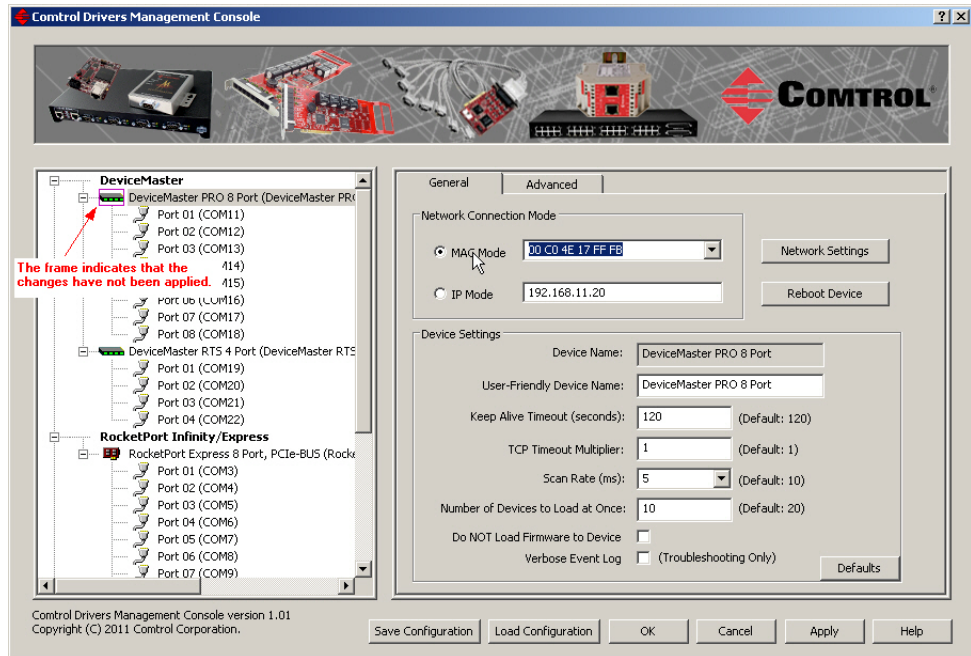 Comtrol Drivers Management Console
COMTROL
DeviceMaster
DeviceMaster PRO 8 Port (DeviceMaster PR
Port 01 (COM11)
Port 02 (COM12)
Port 03 (COM13)
The frame indicates that the
changes have not been applied.
M14)
M15)
Port 06 (COM16)
Port 07 (COM17)
Port 08 (COM18)
DeviceMaster RTS 4 Port (DeviceMaster RTS
Port 01 (COM19)
Port 02 (COM20)
Port 03 (COM21)
Port 04 (COM22)
RocketPort Infinity/Express
RocketPort Express 8 Port, PCIe-BUS (Rocke
Port 01 (COM3)
Port 02 (COM4)
Port 03 (COM5)
Port 04 (COM6)
Port 05 (COM7)
Port 06 (COM8)
Port 07 (COM9)
General
Advanced
Network Connection Mode
MAC Mode
00 C0 4E 17 FF FB
Network Settings
IP Mode
192.168.11.20
Reboot Device
Device Settings
Device Name: DeviceMaster PRO 8 Port
User-Friendly Device Name: DeviceMaster PRO 8 Port
Keep Alive Timeout (seconds): 120 (Default: 120)
TCP Timeout Multiplier: 1 (Default: 1)
Scan Rate (ms): 5 (Default: 10)
Number of Devices to Load at Once: 10 (Default: 20)
Do NOT Load Firmware to Device
Verbose Event Log (Troubleshooting Only)
Defaults
Comtrol Drivers Management Console version 1.01
Copyright (C) 2011 Comtrol Corporation.
Save Configuration
Load Configuration
OK
Cancel
Apply
Help